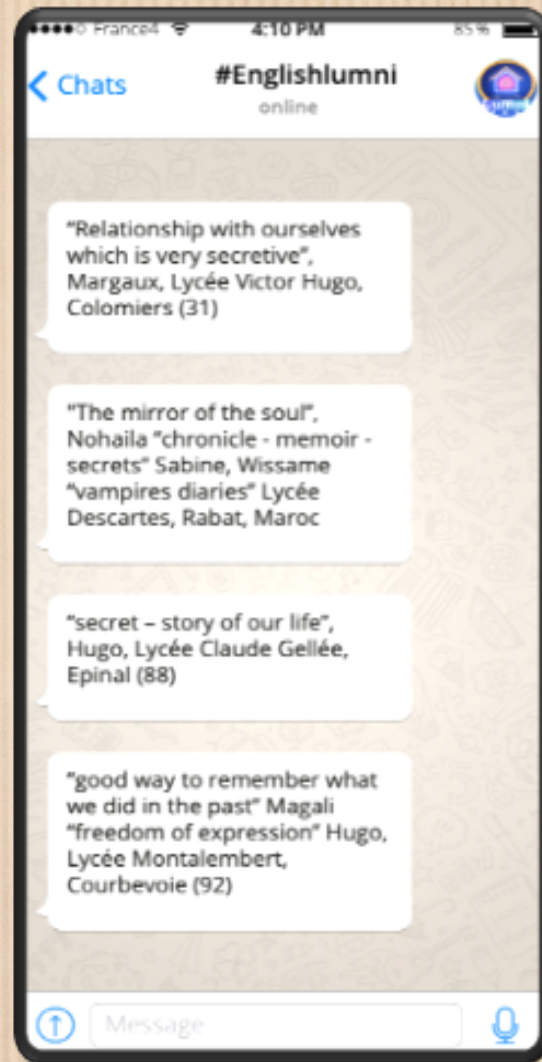 France4 4:10 PM 85%
Chats #Englishlumni
online
lumni
“Relationship with ourselves
which is very secretive”,
Margaux, Lycée Victor Hugo,
Colomiers (31)
"The mirror of the soul”,
Nohaila “chronicle - memoir -
secrets” Sabine, Wissame
“vampires diaries” Lycée
Descartes, Rabat, Maroc
“secret – story of our life”,
Hugo, Lycée Claude Gellée,
Epinal (88)
“good way to remember what
we did in the past” Magali
“freedom of expression” Hugo,
Lycée Montalembert,
Courbevoie (92)
Message